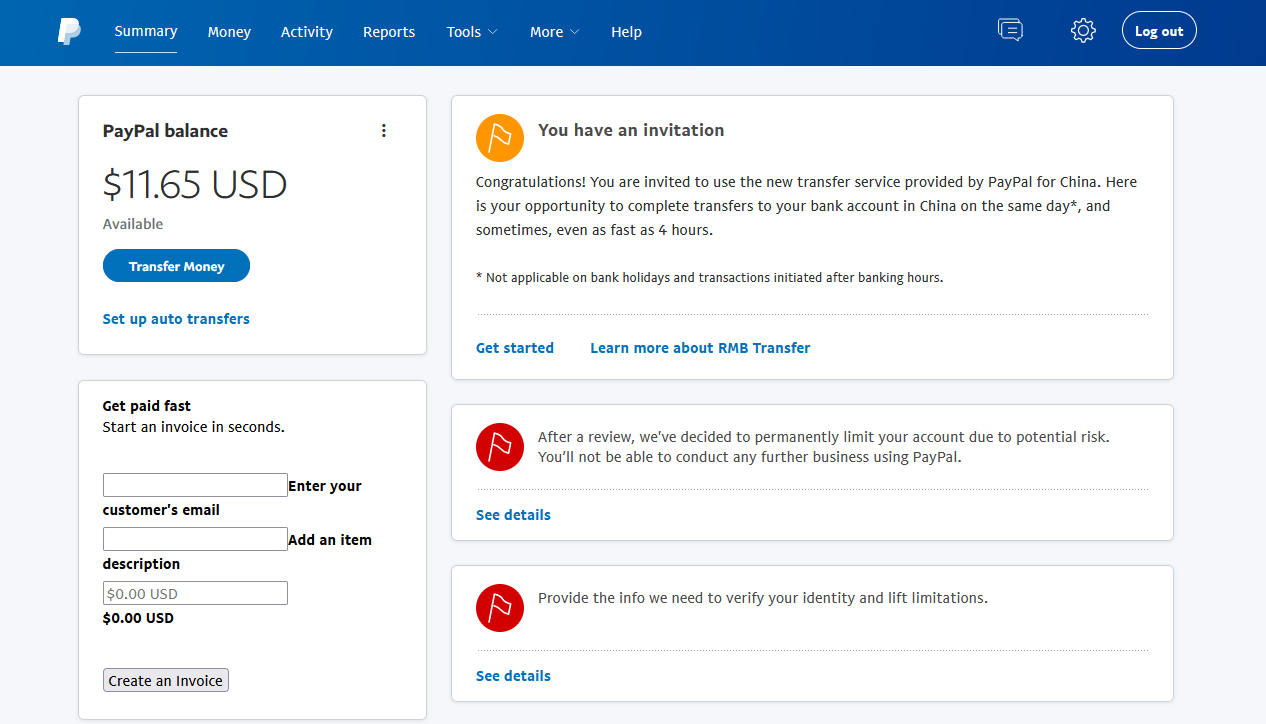 Summary Money Activity Reports Tools More Help Log out
PayPal balance
$11.65 USD
Available
Transfer Money
Set up auto transfers
Get paid fast
Start an invoice in seconds.
Enter your
customer's email
Add an item
description
$0.00 USD
$0.00 USD
Create an Invoice
You have an invitation
Congratulations! You are invited to use the new transfer service provided by PayPal for China. Here
is your opportunity to complete transfers to your bank account in China on the same day*, and
sometimes, even as fast as 4 hours.
* Not applicable on bank holidays and transactions initiated after banking hours.
Get started Learn more about RMB Transfer
After a review, we've decided to permanently limit your account due to potential risk.
You’ll not be able to conduct any further business using PayPal.
See details
Provide the info we need to verify your identity and lift limitations.
See details